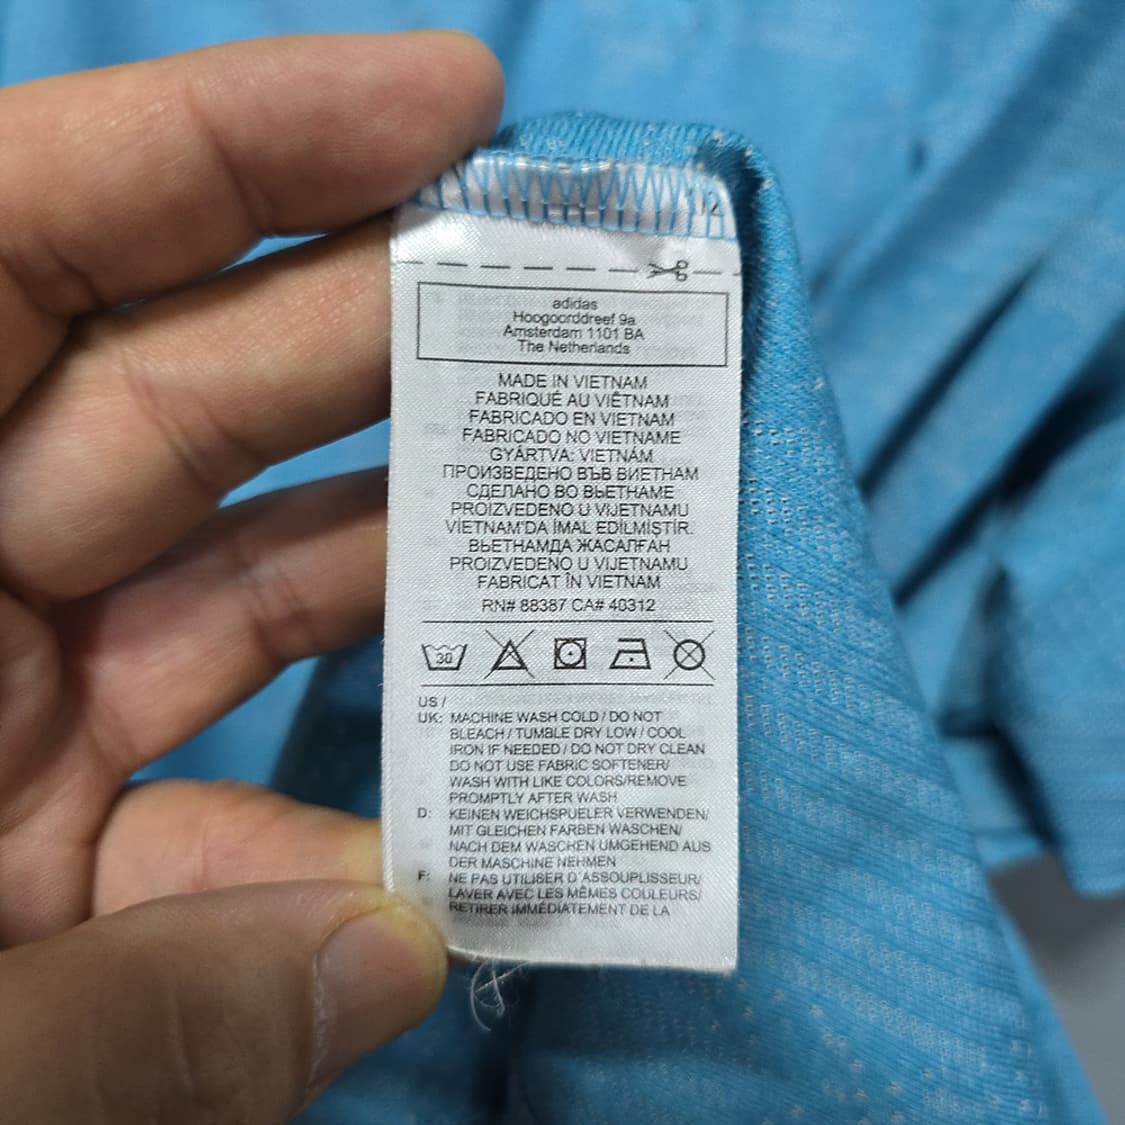 1/2
adidas
Hoogoorddreef 9a
Amsterdam 1101 BA
The Netherlands
MADE IN VIETNAM
FABRIQUÉ AU VIÊTNAM
FABRICADO EN VIETNAM
FABRICADO NO VIETNAME
GYÁRTVA: VIETNÁM
ПРОИЗВЕДЕНО ВЪВ ВИЕТНАМ
СДЕЛАНО ВО ВЬЕТНАМЕ
PROIZVEDENO U VIJETNAMU
VİETNAM'DA İMAL EDİLMİŞTİR.
ВЬЕТНАМДА ЖАСАЛҒАН
PROIZVEDENO U VIJETNAMU
FABRICAT ÎN VIETNAM
RN# 88387 CA# 40312
30
US /
UK: MACHINE WASH COLD / DO NOT
BLEACH / TUMBLE DRY LOW / COOL
IRON IF NEEDED / DO NOT DRY CLEAN
DO NOT USE FABRIC SOFTENER/
WASH WITH LIKE COLORS/REMOVE
PROMPTLY AFTER WASH
D: KEINEN WEICHSPUELER VERWENDEN/
MIT GLEICHEN FARBEN WASCHEN/
NACH DEM WASCHEN UMGEHEND AUS
DER MASCHINE NEHMEN
F: NE PAS UTILISER D'ASSOUPLISSEUR/
LAVER AVEC LES MÊMES COULEURS/
RETIRER IMMÉDIATEMENT DE LA